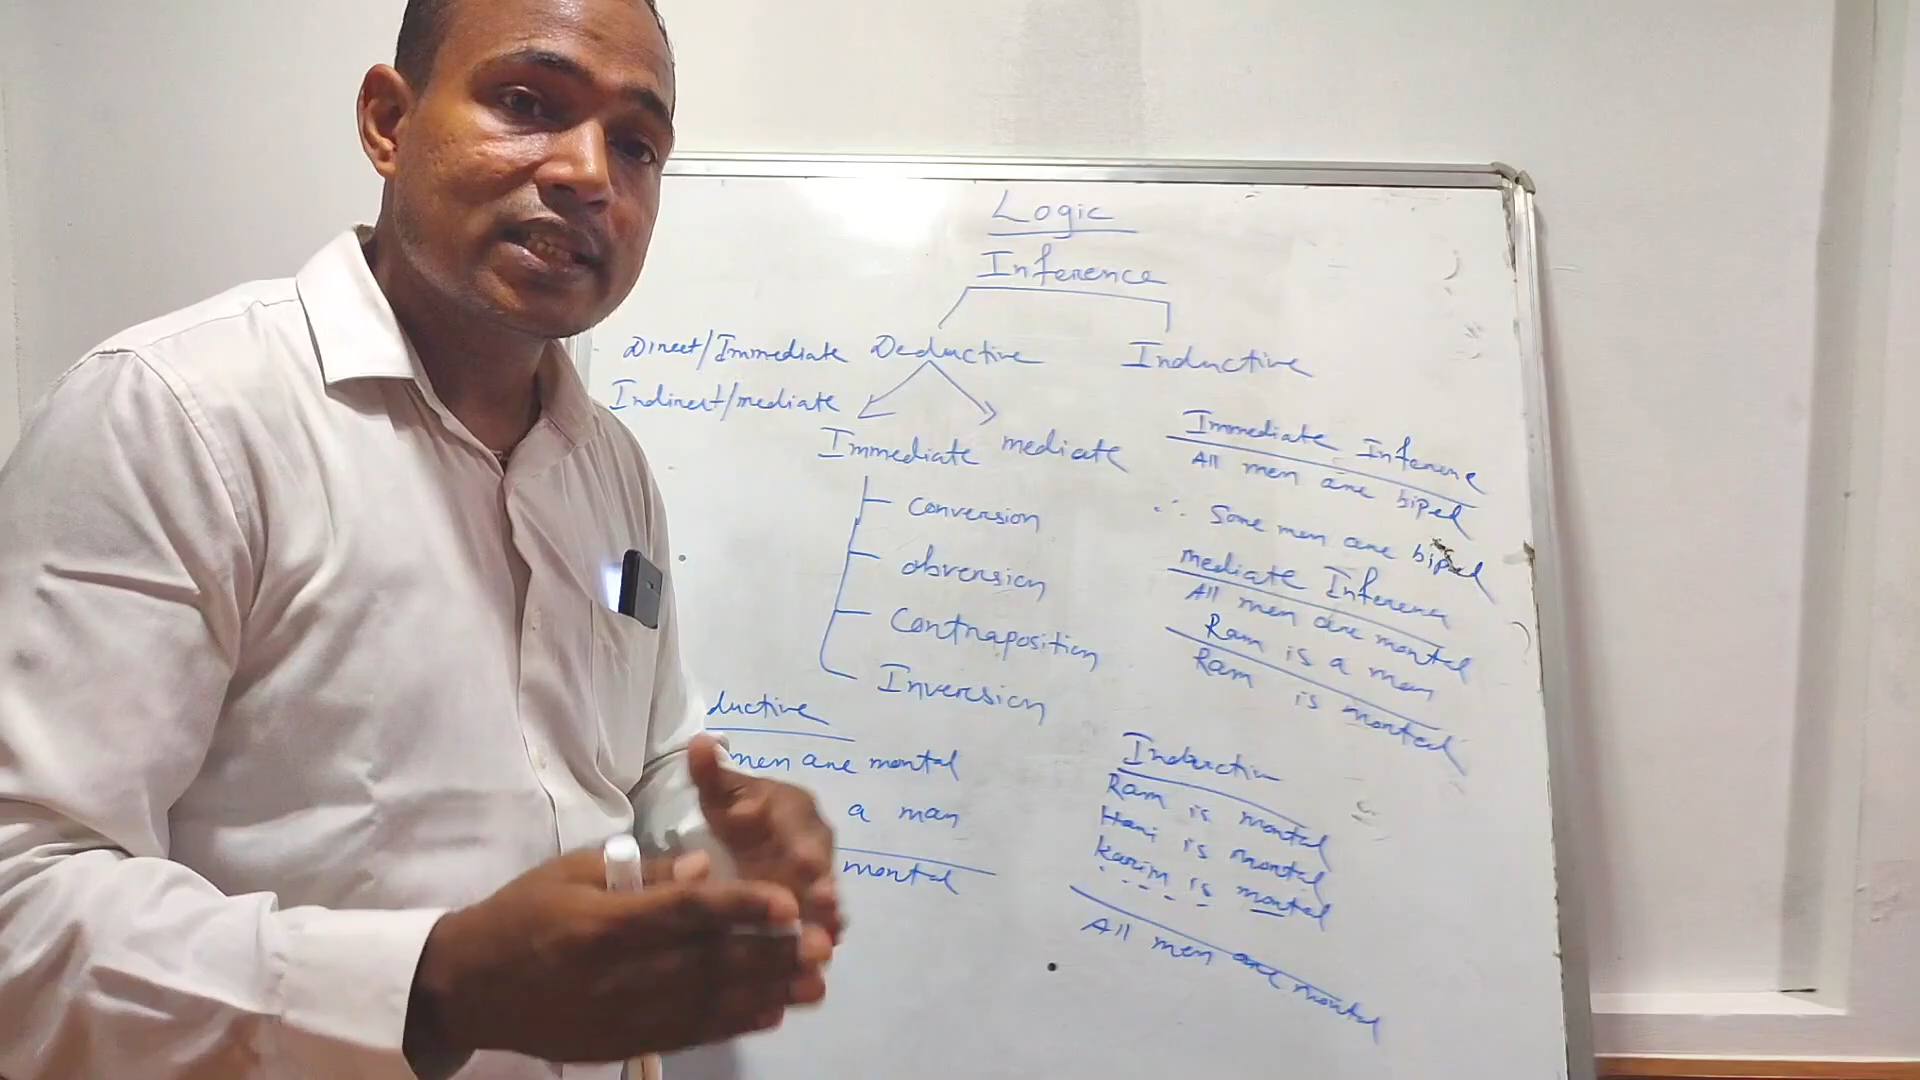 Logic
Inference
Direct/Immediate Deductive Inductive
Indirect/mediate
Immediate mediate
conversion
obversion
Contraposition
Inversion
Immediate Inference
All men are biped
∴ Some men are biped
mediate Inference
All men are mortal
Ram is a man
Ram is mortal
ductive
men are mortal
a man
mortal
Induction
Ram is mortal
Hari is mortal
karim is mortal
All men are mortal